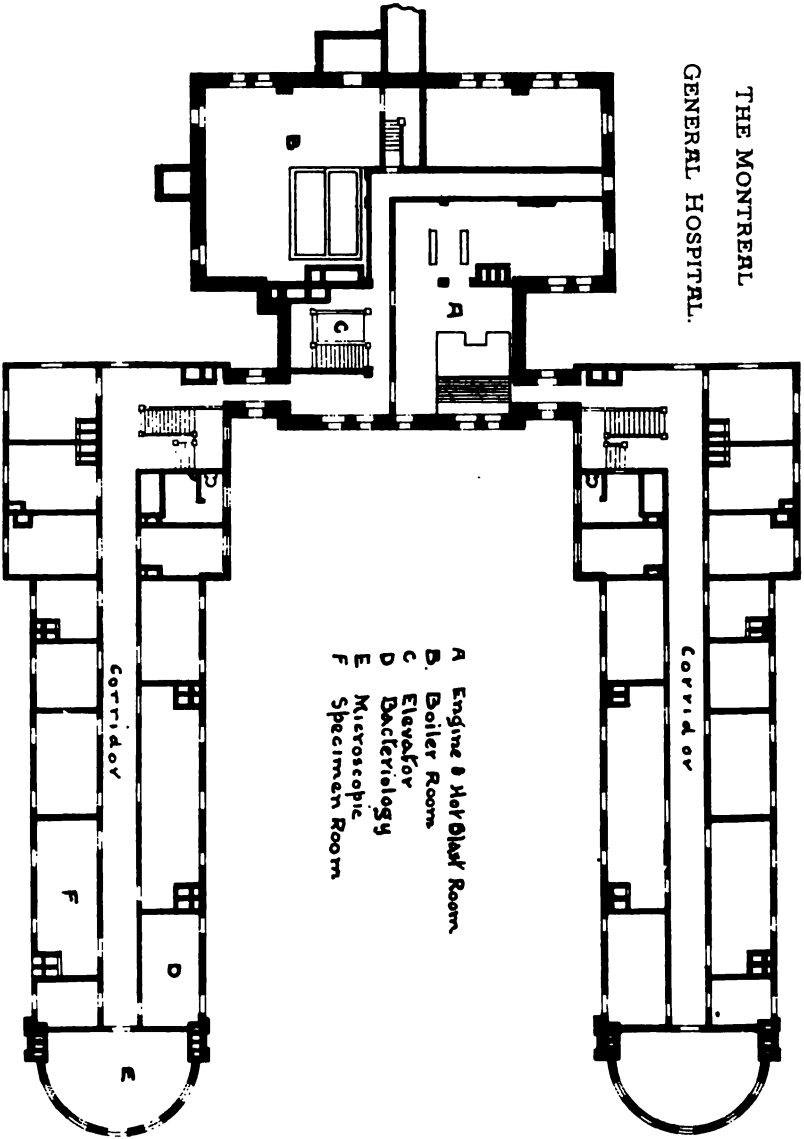 THE MONTREAL
GENERAL HOSPITAL.
Corridor
A Engine & Hot Blast Room
B. Boiler Room
C Elevator
D Bacteriology
E Microscopic
F Specimen Room
Corridor
B
A
C
F
D
E